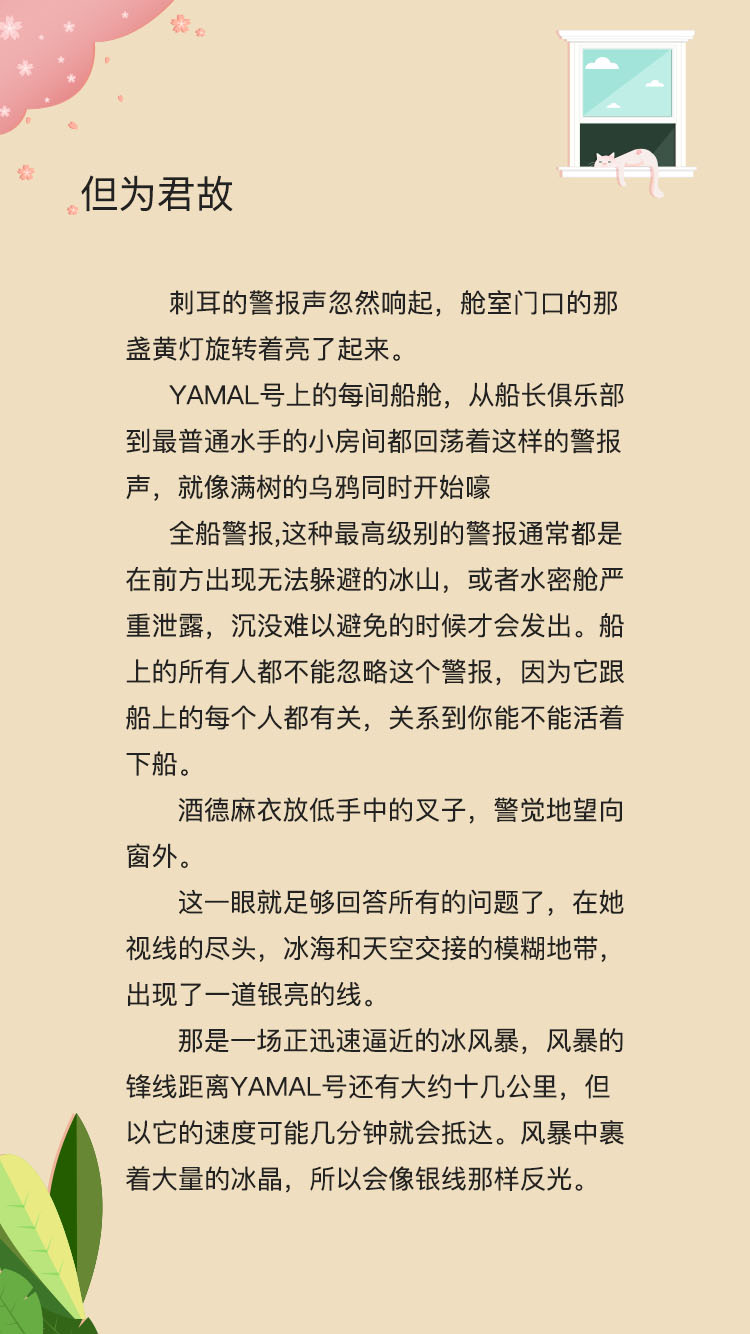 但为君故
刺耳的警报声忽然响起，舱室门口的那
盏黄灯旋转着亮了起来。
YAMAL号上的每间船舱，从船长俱乐部
到最普通水手的小房间都回荡着这样的警报
声，就像满树的乌鸦同时开始嚎
全船警报,这种最高级别的警报通常都是
在前方出现无法躲避的冰山，或者水密舱严
重泄露，沉没难以避免的时候才会发出。船
上的所有人都不能忽略这个警报，因为它跟
船上的每个人都有关，关系到你能不能活着
下船。
酒德麻衣放低手中的叉子，警觉地望向
窗外。
这一眼就足够回答所有的问题了，在她
视线的尽头，冰海和天空交接的模糊地带，
出现了一道银亮的线。
那是一场正迅速逼近的冰风暴，风暴的
锋线距离YAMAL号还有大约十几公里，但
以它的速度可能几分钟就会抵达。风暴中裹
着大量的冰晶，所以会像银线那样反光。